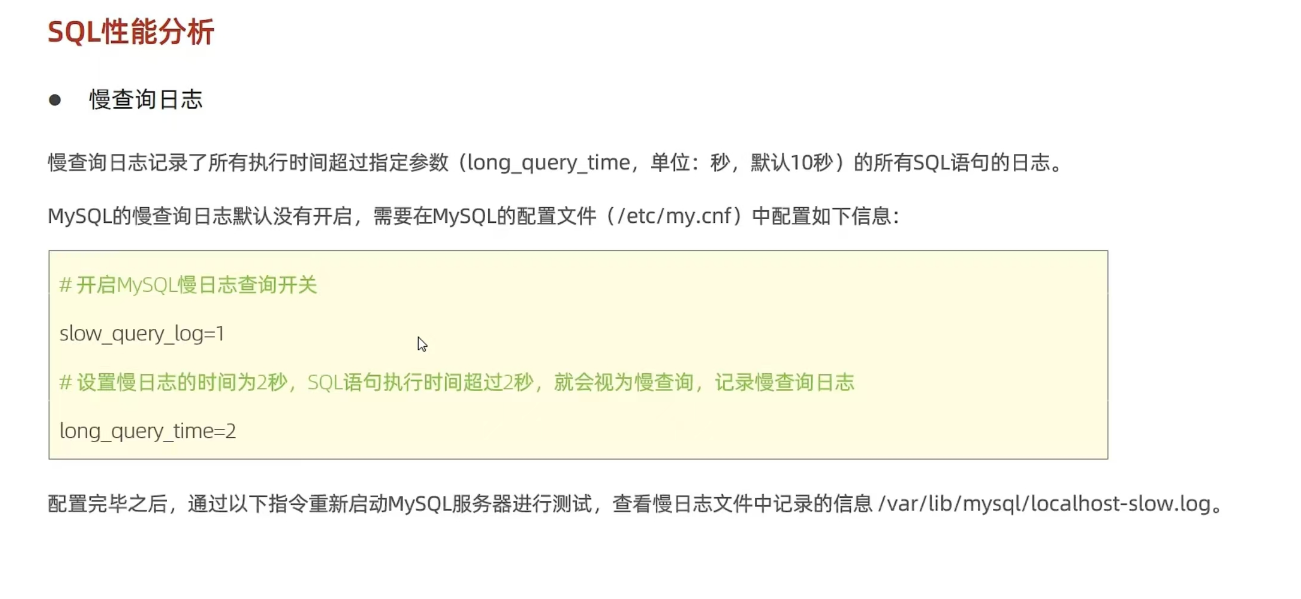 SQL性能分析
● 慢查询日志
慢查询日志记录了所有执行时间超过指定参数（long_query_time，单位：秒，默认10秒）的所有SQL语句的日志。
MySQL的慢查询日志默认没有开启，需要在MySQL的配置文件（/etc/my.cnf）中配置如下信息：
# 开启MySQL慢日志查询开关
slow_query_log=1
# 设置慢日志的时间为2秒，SQL语句执行时间超过2秒，就会视为慢查询，记录慢查询日志
long_query_time=2
配置完毕之后，通过以下指令重新启动MySQL服务器进行测试，查看慢日志文件中记录的信息 /var/lib/mysql/localhost-slow.log。